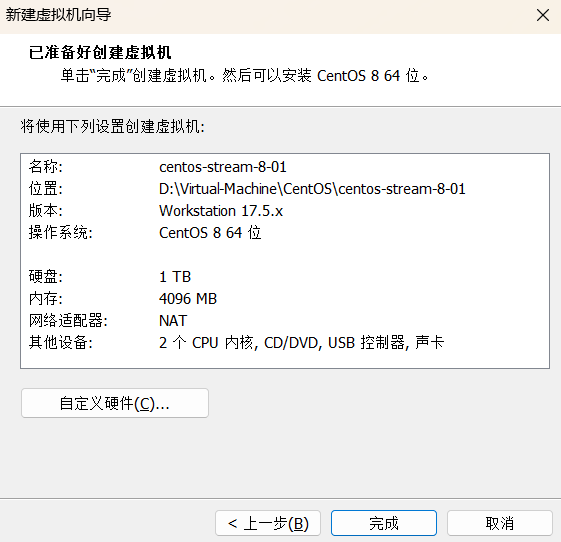 新建虚拟机向导
已准备好创建虚拟机
单击“完成”创建虚拟机。然后可以安装 CentOS 8 64 位。
将使用下列设置创建虚拟机:
名称: centos-stream-8-01
位置: D:\Virtual-Machine\CentOS\centos-stream-8-01
版本: Workstation 17.5.x
操作系统: CentOS 8 64 位
硬盘: 1 TB
内存: 4096 MB
网络适配器: NAT
其他设备: 2 个 CPU 内核, CD/DVD, USB 控制器, 声卡
自定义硬件(C)...
< 上一步(B) 完成 取消